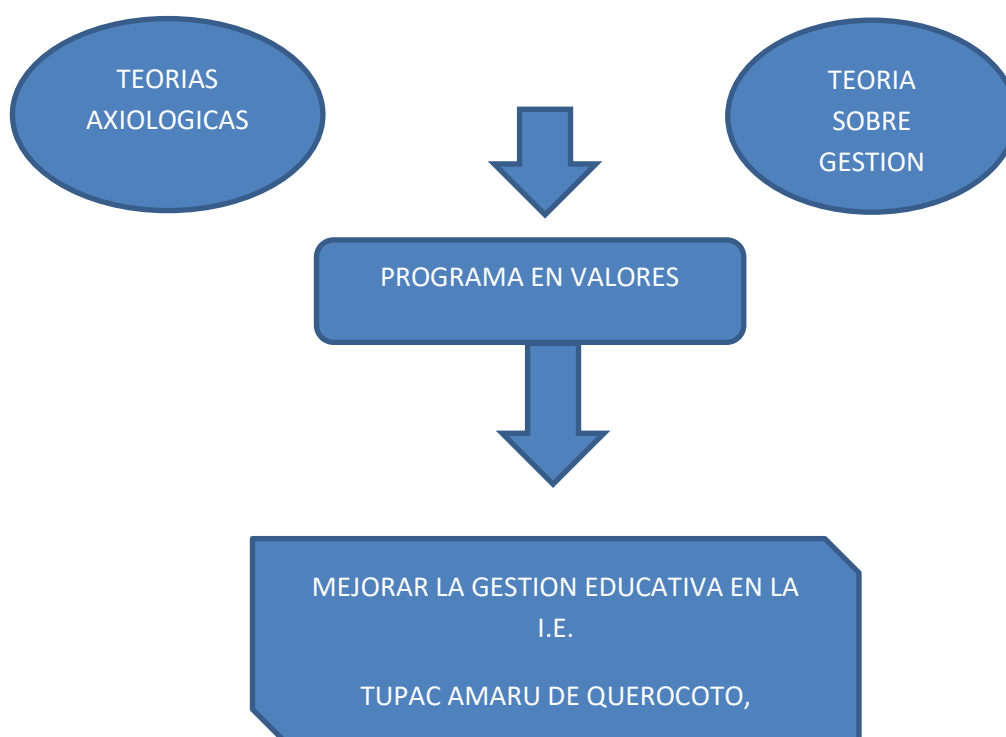 TEORIAS
AXIOLOGICAS
TEORIA
SOBRE
GESTION
PROGRAMA EN VALORES
MEJORAR LA GESTION EDUCATIVA EN LA
I.E.
TUPAC AMARU DE QUEROCOTO,